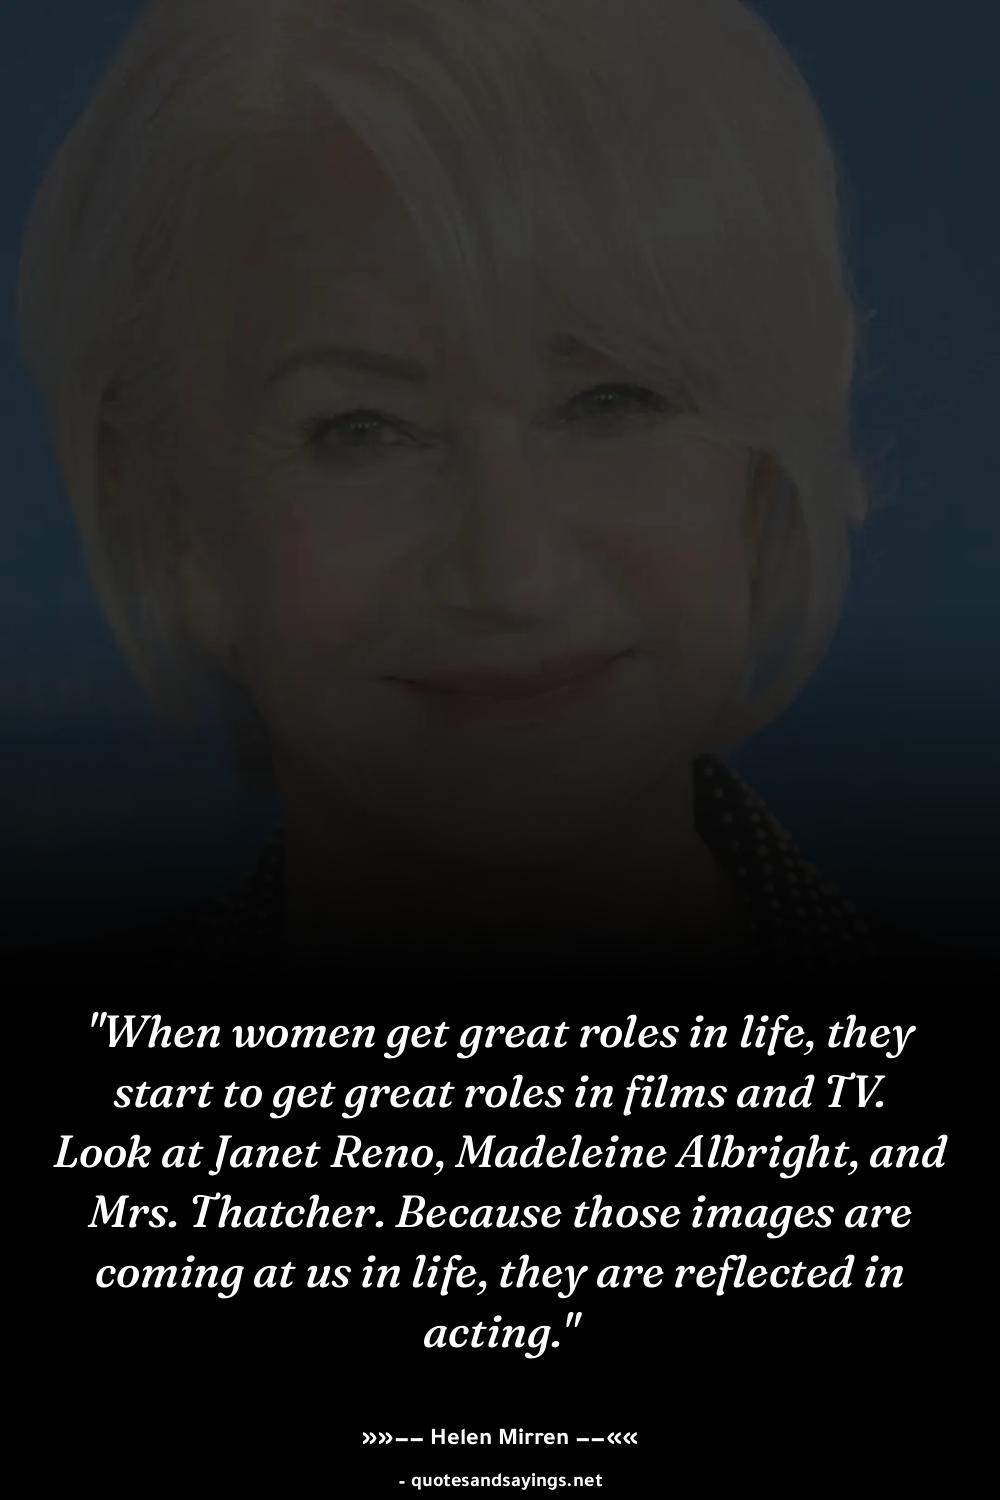 "When women get great roles in life, they
start to get great roles in films and TV.
Look at Janet Reno, Madeleine Albright, and
Mrs. Thatcher. Because those images are
coming at us in life, they are reflected in
acting."
»»−− Helen Mirren −−««
- quotesandsayings.net